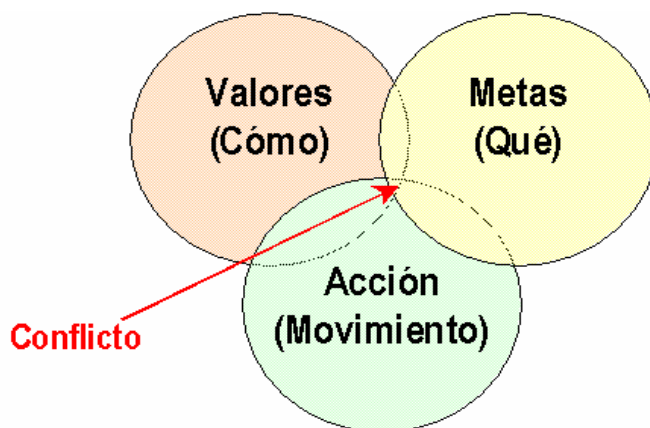 Valores
(Cómo)
Metas
(Qué)
Acción
(Movimiento)
Conflicto